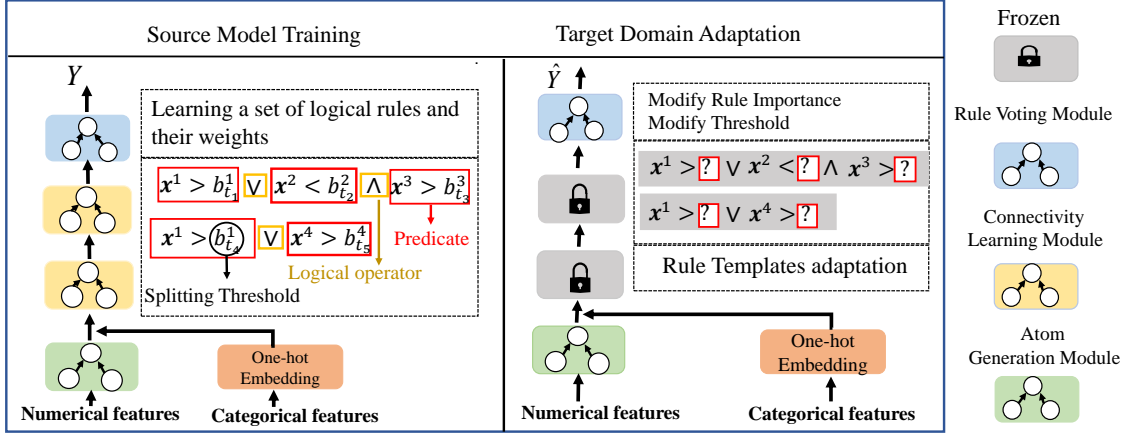 Source Model Training
Y
Learning a set of logical rules and
their weights
x¹ > b¹ₜ₁ ∨ x² < b²ₜ₂ ∧ x³ > b³ₜ₃
x¹ > b¹ₜ₄ ∨ x⁴ > b⁴ₜ₅
Predicate
Logical operator
Splitting Threshold
One-hot
Embedding
Numerical features
Categorical features
Target Domain Adaptation
Ŷ
Modify Rule Importance
Modify Threshold
x¹ > ? ∨ x² < ? ∧ x³ > ?
x¹ > ? ∨ x⁴ > ?
Rule Templates adaptation
One-hot
Embedding
Numerical features
Categorical features
Frozen
Rule Voting Module
Connectivity
Learning Module
Atom
Generation Module